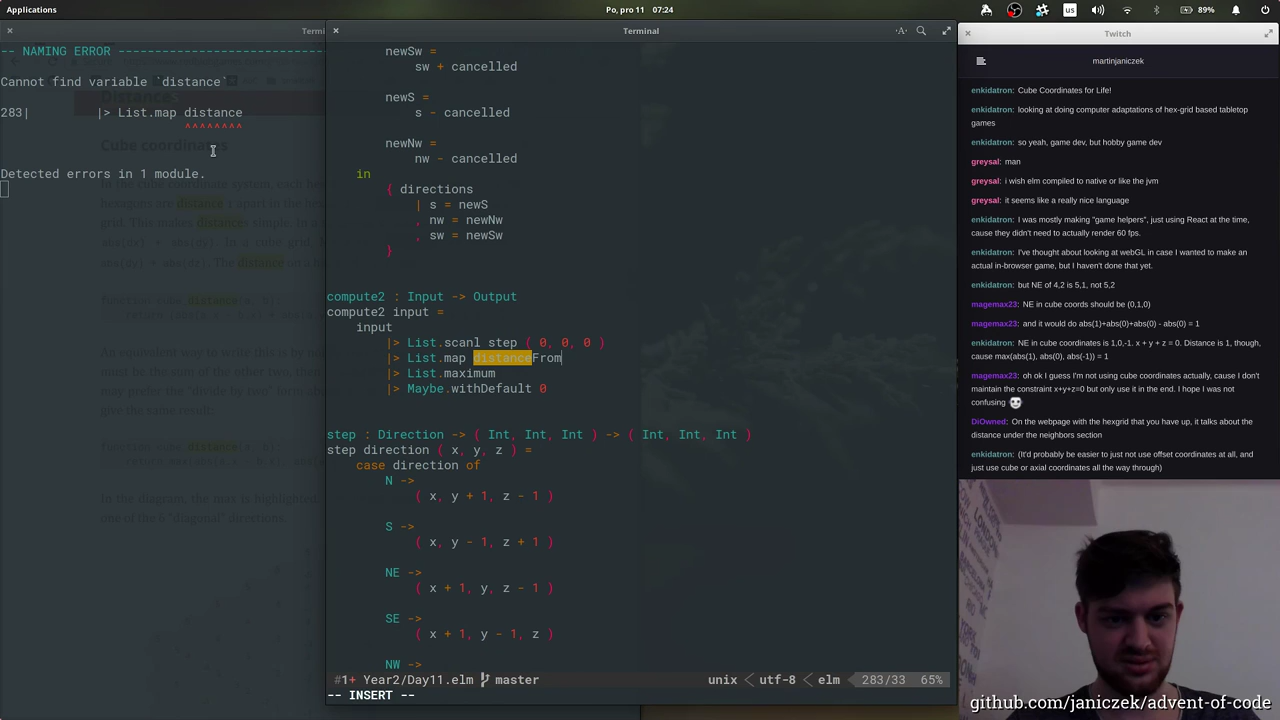 Applications
Po, pro 11 07:24
us
89%
Termi
-- NAMING ERROR ----------------------------
Cannot find variable `distance`
283| |> List.map distance
^^^^^^^^
Cube coordinates
Detected errors in 1 module.
Terminal
newSw =
sw + cancelled
newS =
s - cancelled
newNw =
nw - cancelled
in
{ directions
| s = newS
, nw = newNw
, sw = newSw
}
compute2 : Input -> Output
compute2 input =
input
|> List.scanl step ( 0, 0, 0 )
|> List.map distanceFrom
|> List.maximum
|> Maybe.withDefault 0
step : Direction -> ( Int, Int, Int ) -> ( Int, Int, Int )
step direction ( x, y, z ) =
case direction of
N ->
( x, y + 1, z - 1 )
S ->
( x, y - 1, z + 1 )
NE ->
( x + 1, y, z - 1 )
SE ->
( x + 1, y - 1, z )
NW ->
#1+ Year2/Day11.elm master
unix < utf-8 < elm 283/33 65%
-- INSERT --
Twitch
martinjaniczek
enkidatron: Cube Coordinates for Life!
enkidatron: looking at doing computer adaptations of hex-grid based tabletop
games
enkidatron: so yeah, game dev, but hobby game dev
greysal: man
greysal: i wish elm compiled to native or like the jvm
greysal: it seems like a really nice language
enkidatron: I was mostly making "game helpers", just using React at the time,
cause they didn't need to actually render 60 fps.
enkidatron: I've thought about looking at webGL in case I wanted to make an
actual in-browser game, but I haven't done that yet.
enkidatron: but NE of 4,2 is 5,1, not 5,2
magemax23: NE in cube coords should be (0,1,0)
magemax23: and it would do abs(1)+abs(0)+abs(0) - abs(0) = 1
enkidatron: NE in cube coordinates is 1,0,-1. x + y + z = 0. Distance is 1, though,
cause max(abs(1), abs(0), abs(-1)) = 1
magemax23: oh ok I guess I'm not using cube coordinates actually, cause I don't
maintain the constraint x+y+z=0 but only use it in the end. I hope I was not
confusing
DiOwned: On the webpage with the hexgrid that you have up, it talks about the
distance under the neighbors section
enkidatron: (It'd probably be easier to just not use offset coordinates at all, and
just use cube or axial coordinates all the way through)
github.com/janiczek/advent-of-code